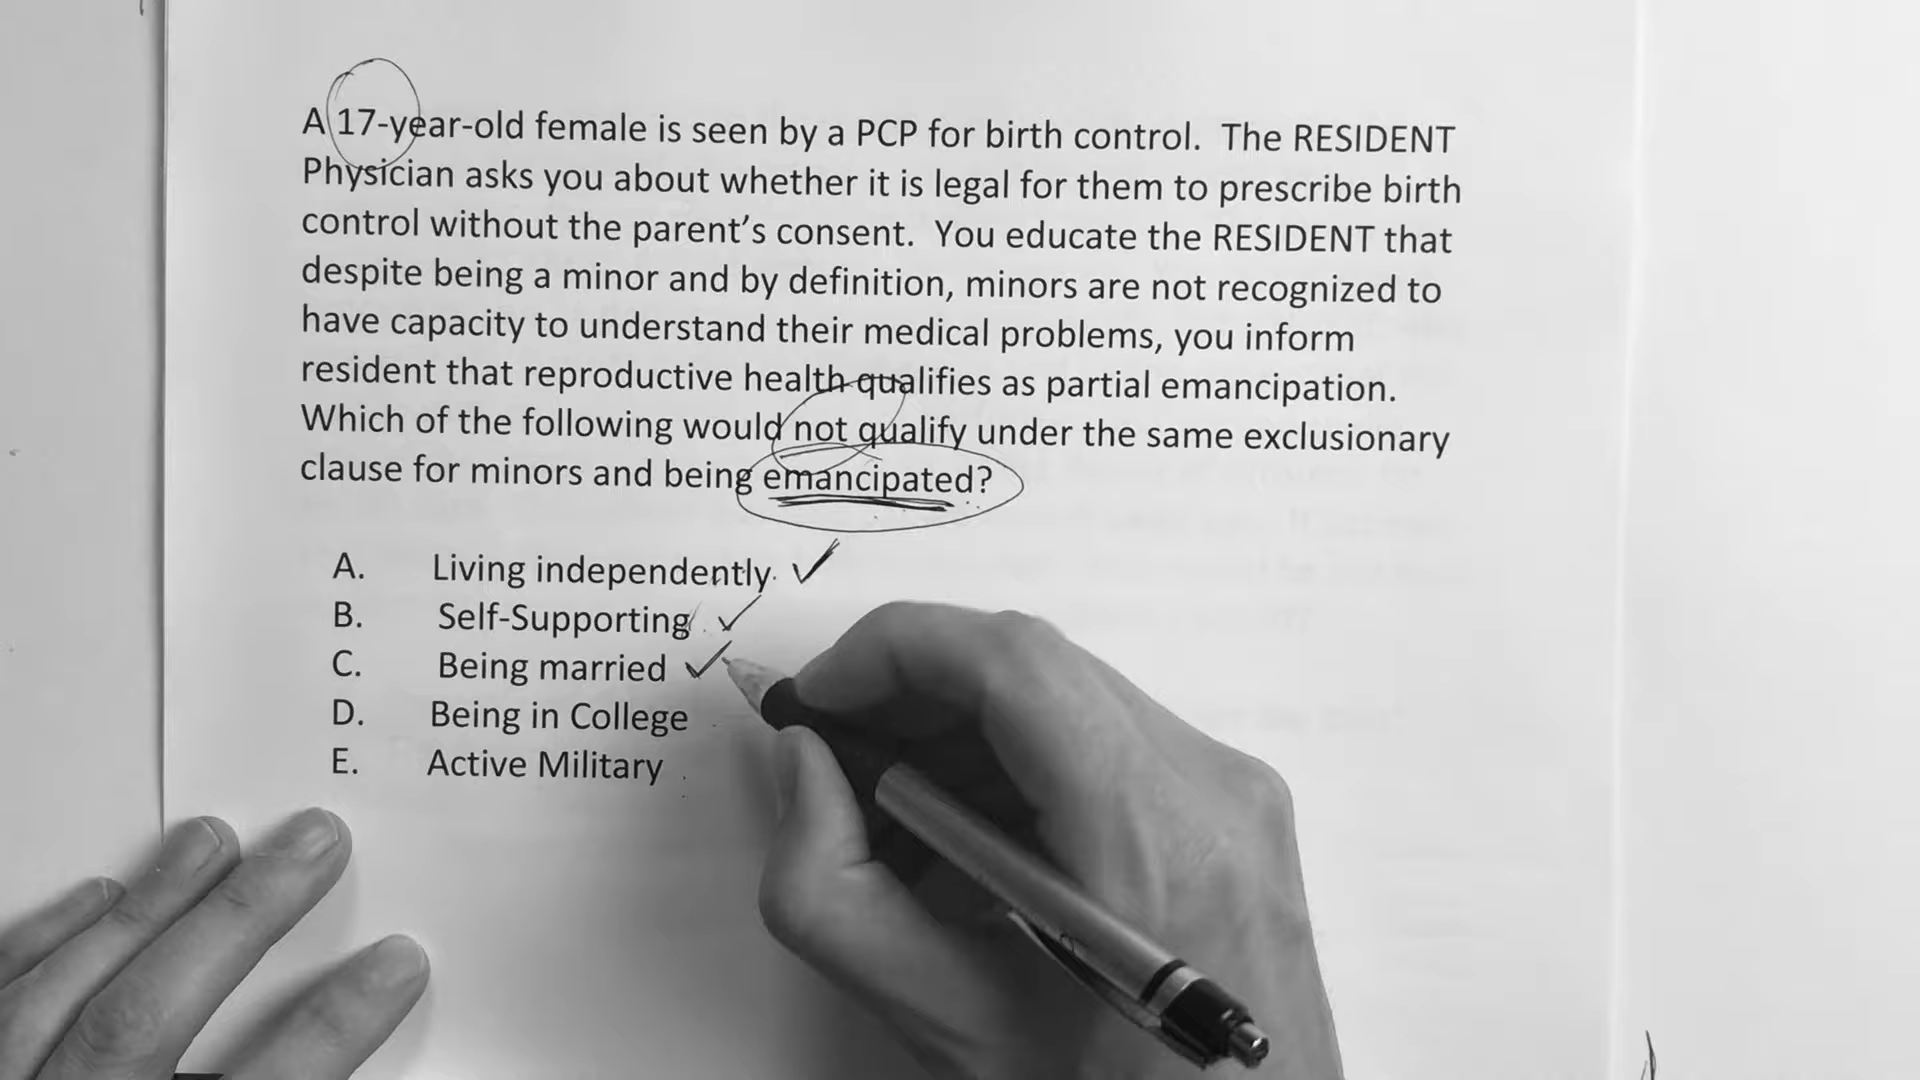 A 17-year-old female is seen by a PCP for birth control. The RESIDENT
Physician asks you about whether it is legal for them to prescribe birth
control without the parent's consent. You educate the RESIDENT that
despite being a minor and by definition, minors are not recognized to
have capacity to understand their medical problems, you inform
resident that reproductive health qualifies as partial emancipation.
Which of the following would not qualify under the same exclusionary
clause for minors and being emancipated?
A. Living independently.
B. Self-Supporting
C. Being married
D. Being in College
E. Active Military